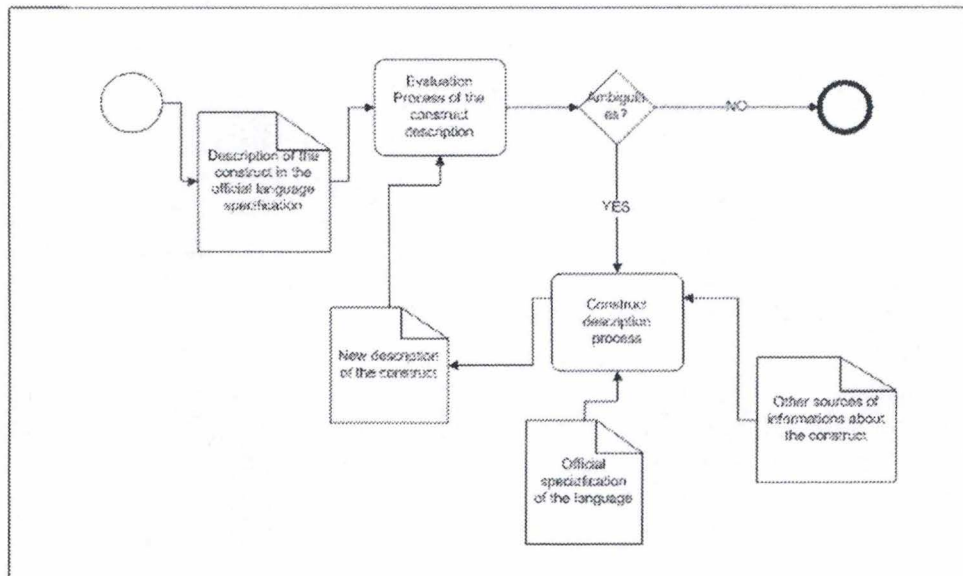 Evaluation
Process of the
construct
description
Ambiguiti
es?
NO
Description of the
construct in the
official language
specification
YES
Construct
description
process
New description
of the construct
Other sources of
informations about
the construct
Official
specification
of the language